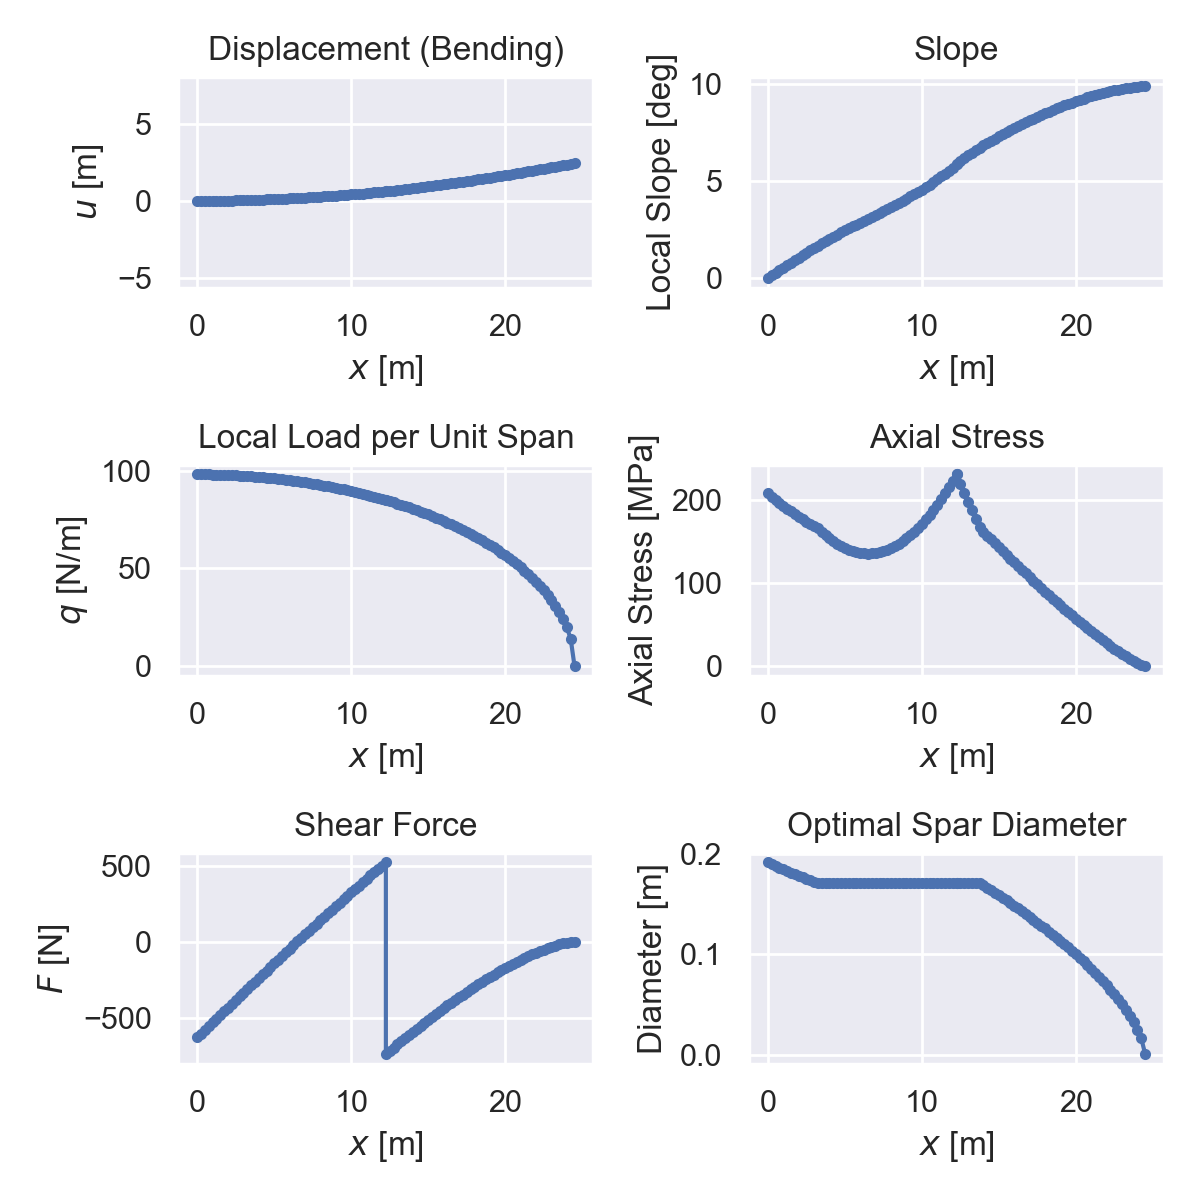 Displacement (Bending)
u [m]
5
0
−5
0 10 20
x [m]
Slope
Local Slope [deg]
10
5
0
0 10 20
x [m]
Local Load per Unit Span
q [N/m]
100
50
0
0 10 20
x [m]
Axial Stress
Axial Stress [MPa]
200
100
0
0 10 20
x [m]
Shear Force
F [N]
500
0
−500
0 10 20
x [m]
Optimal Spar Diameter
Diameter [m]
0.2
0.1
0.0
0 10 20
x [m]